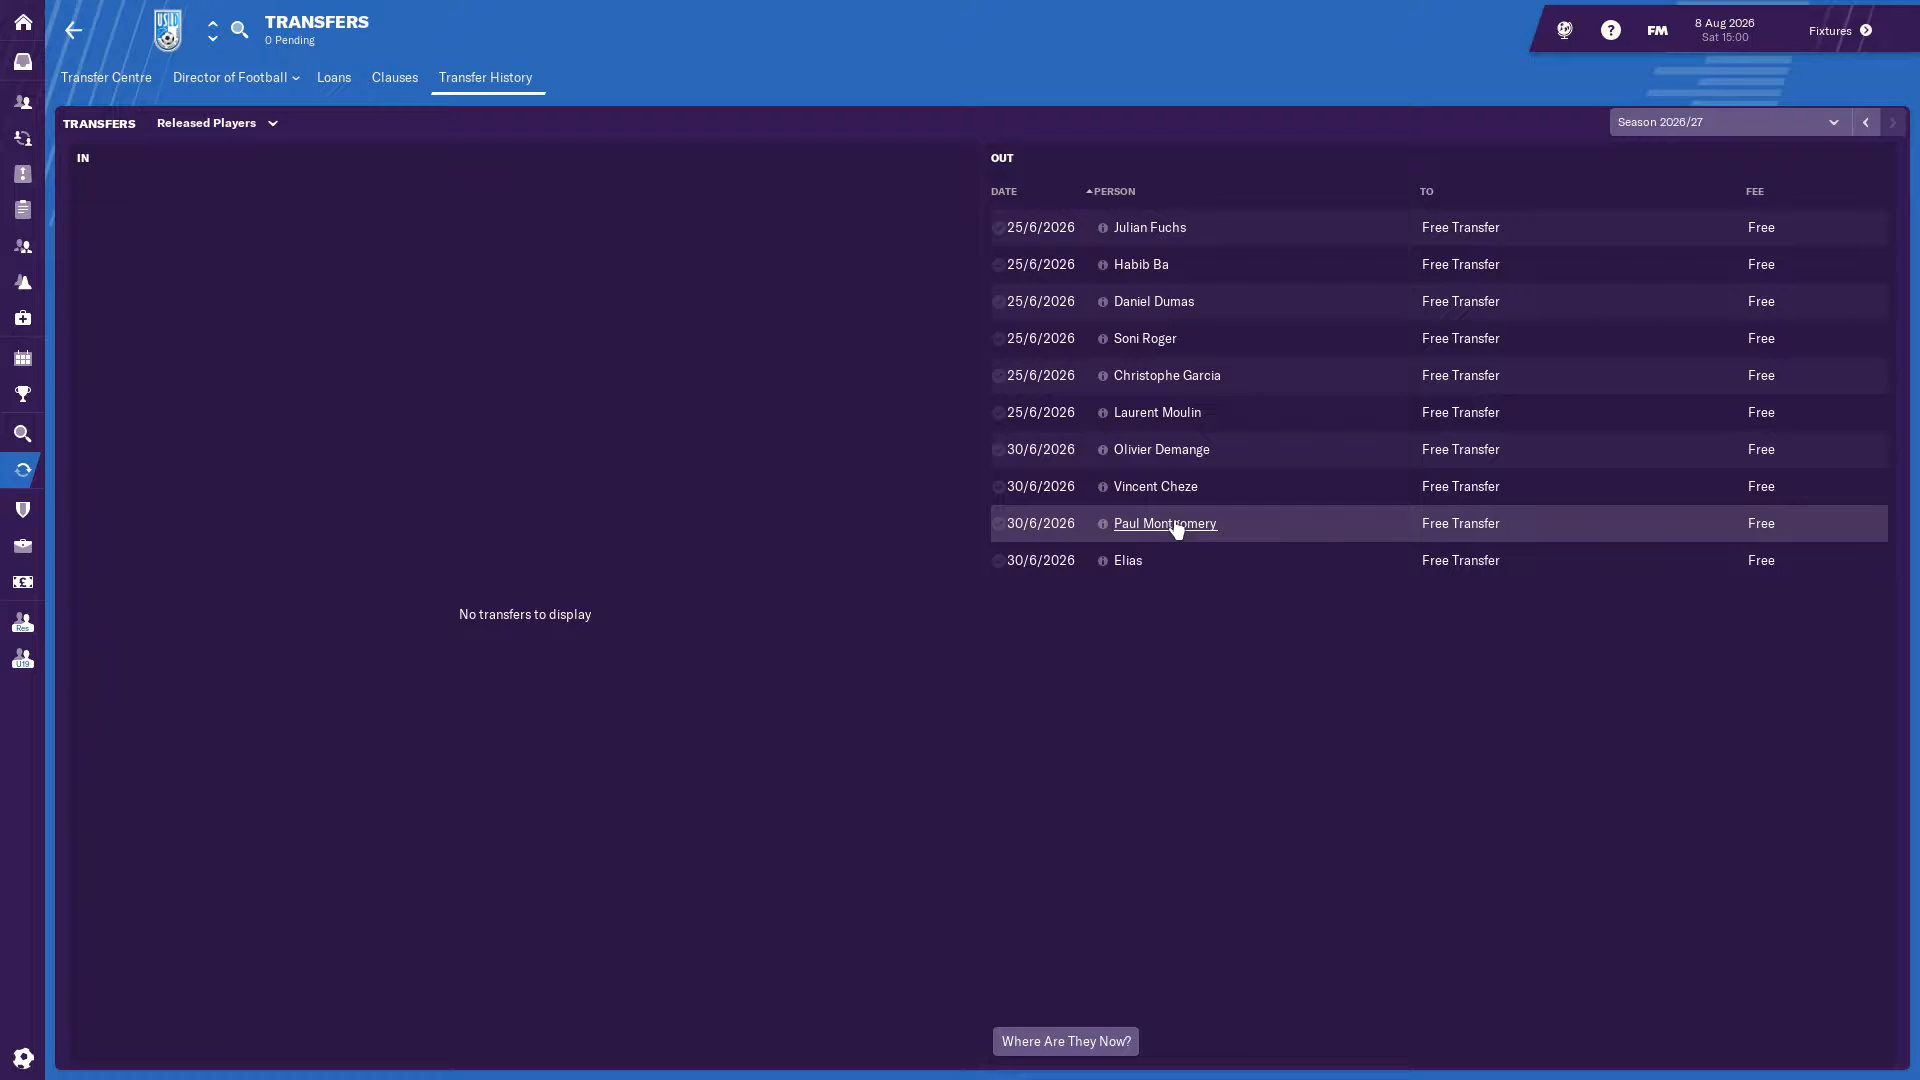 TRANSFERS
0 Pending
FM
8 Aug 2026
Sat 15:00
Fixtures
Transfer Centre
Director of Football
Loans
Clauses
Transfer History
TRANSFERS
Released Players
Season 2026/27
IN
OUT
DATE PERSON TO FEE
25/6/2026 Julian Fuchs Free Transfer Free
25/6/2026 Habib Ba Free Transfer Free
25/6/2026 Daniel Dumas Free Transfer Free
25/6/2026 Soni Roger Free Transfer Free
25/6/2026 Christophe Garcia Free Transfer Free
25/6/2026 Laurent Moulin Free Transfer Free
30/6/2026 Olivier Demange Free Transfer Free
30/6/2026 Vincent Cheze Free Transfer Free
30/6/2026 Paul Montgomery Free Transfer Free
30/6/2026 Elias Free Transfer Free
No transfers to display
Res
U19
Where Are They Now?